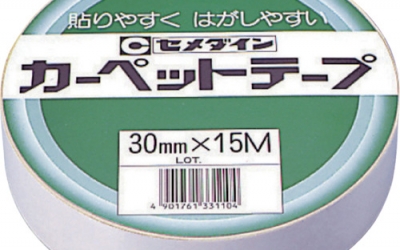 貼りやすく はがしやすい
C セメダイン
カーペットテープ
30mm×15M
LOT.
4 901761 331104